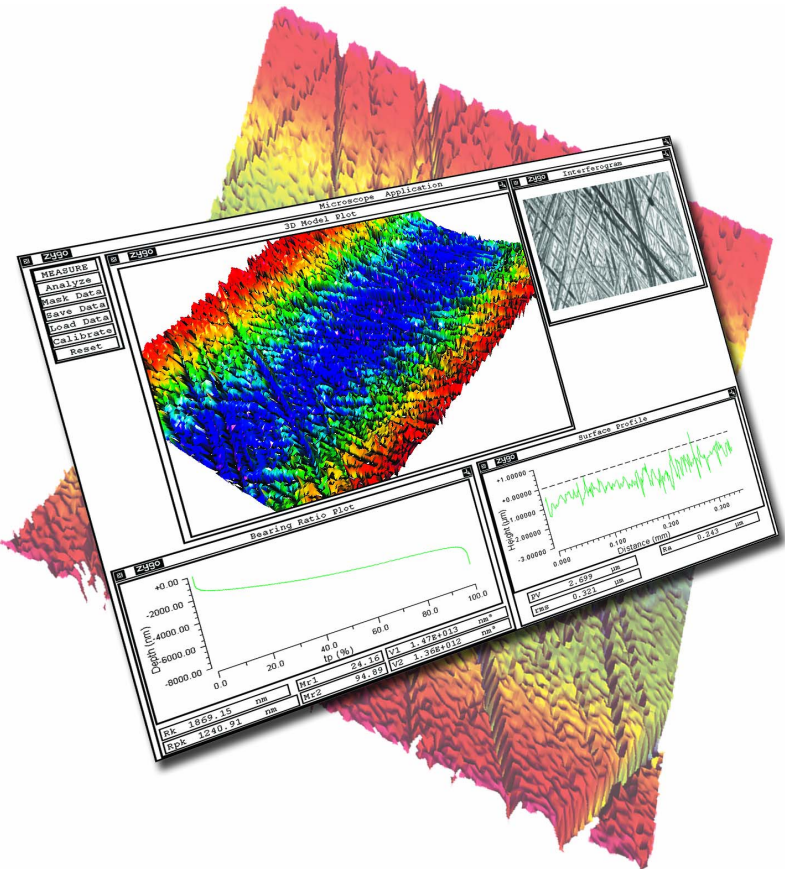 Microscope Application
zygo
MEASURE
Analyze
Mask Data
Save Data
Load Data
Calibrate
Reset
zygo
3D Model Plot
zygo
Interferogram
zygo
Bearing Ratio Plot
+0.00
-2000.00
-4000.00
-6000.00
-8000.00
Depth (nm)
0.0
20.0
40.0
60.0
80.0
100.0
tp (%)
Rk 1869.15 nm
Rpk 1240.91 nm
Mr1 24.16
Mr2 94.89
V1 1.47E+013 nm³
V2 1.36E+012 nm³
zygo
Surface Profile
+1.00000
+0.00000
-1.00000
-2.00000
-3.00000
Height (µm)
0.000
0.100
0.200
0.300
Distance (mm)
PV 2.699 µm
rms 0.321 µm
Ra 0.243 µm